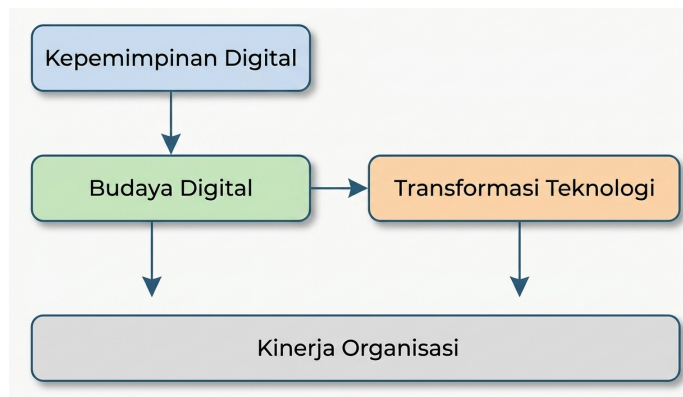 Kepemimpinan Digital
Budaya Digital
Transformasi Teknologi
Kinerja Organisasi